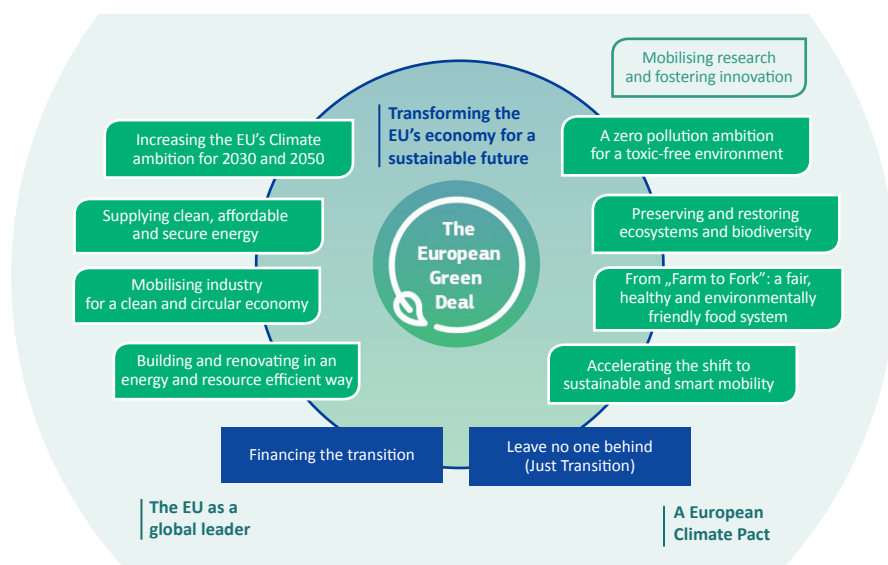 Mobilising research
and fostering innovation
Transforming the
EU’s economy for a
sustainable future
Increasing the EU’s Climate
ambition for 2030 and 2050
A zero pollution ambition
for a toxic-free environment
Supplying clean, affordable
and secure energy
Preserving and restoring
ecosystems and biodiversity
The
European
Green
Deal
Mobilising industry
for a clean and circular economy
From „Farm to Fork”: a fair,
healthy and environmentally
friendly food system
Building and renovating in an
energy and resource efficient way
Accelerating the shift to
sustainable and smart mobility
Financing the transition
Leave no one behind
(Just Transition)
The EU as a
global leader
A European
Climate Pact